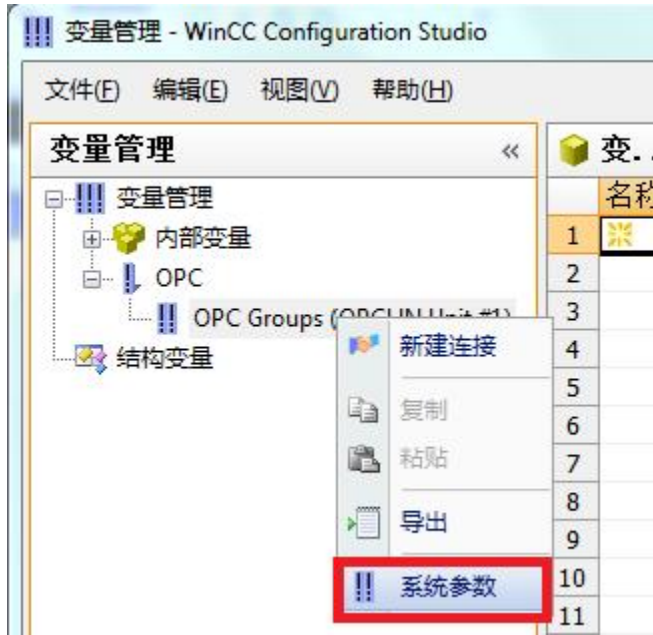 变量管理 - WinCC Configuration Studio
文件(F) 编辑(E) 视图(V) 帮助(H)
变量管理 « 变...
名称
变量管理
内部变量
OPC
OPC Groups (OPCHN Unit #1)
结构变量
新建连接
复制
粘贴
导出
系统参数
1
2
3
4
5
6
7
8
9
10
11